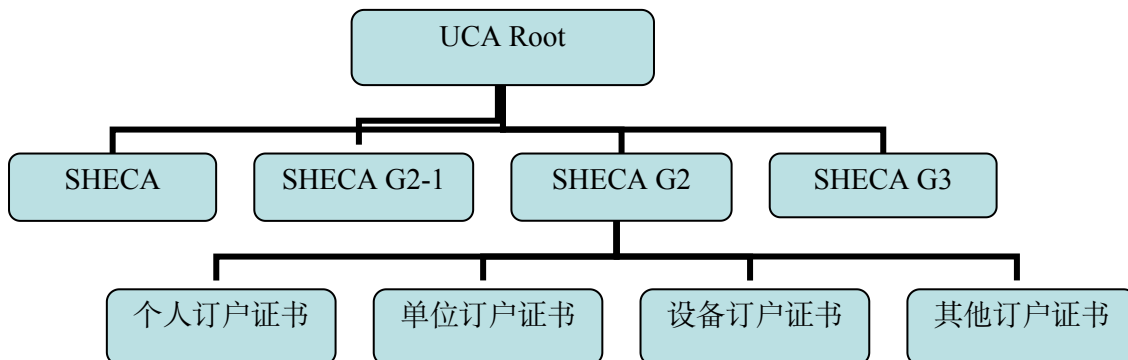 UCA Root
SHECA
SHECA G2-1
SHECA G2
SHECA G3
个人订户证书
单位订户证书
设备订户证书
其他订户证书